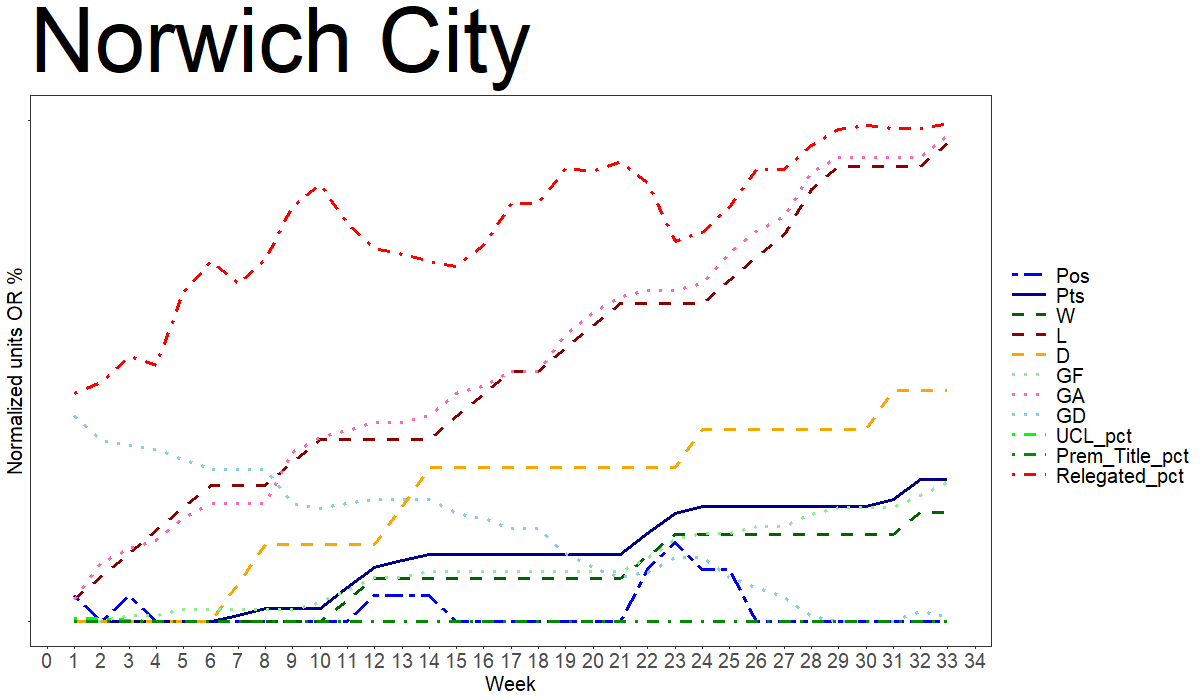 Norwich City
Normalized units OR %
Pos
Pts
W
L
D
GF
GA
GD
UCL_pct
Prem_Title_pct
Relegated_pct
0 1 2 3 4 5 6 7 8 9 10 11 12 13 14 15 16 17 18 19 20 21 22 23 24 25 26 27 28 29 30 31 32 33 34
Week